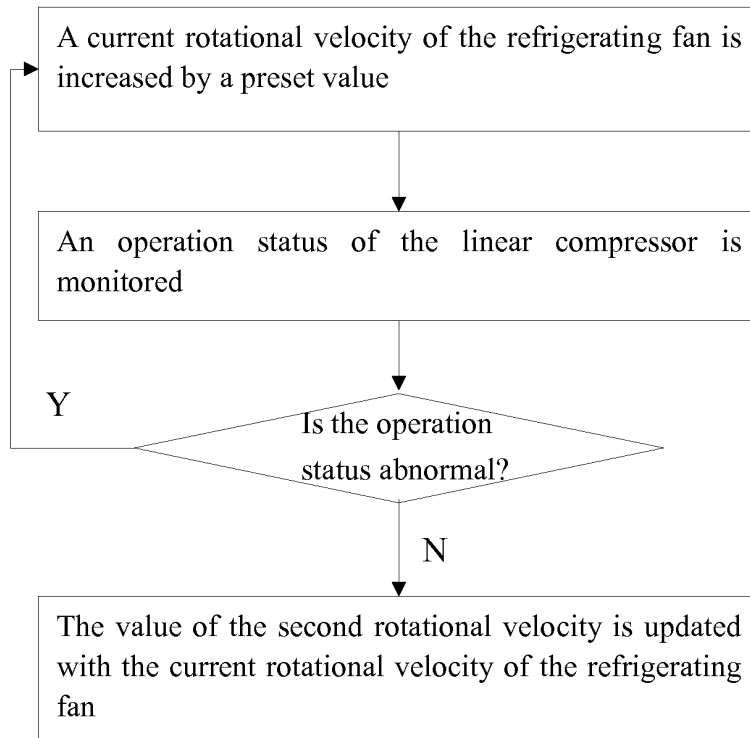 A current rotational velocity of the refrigerating fan is
increased by a preset value
An operation status of the linear compressor is
monitored
Y
Is the operation
status abnormal?
N
The value of the second rotational velocity is updated
with the current rotational velocity of the refrigerating
fan